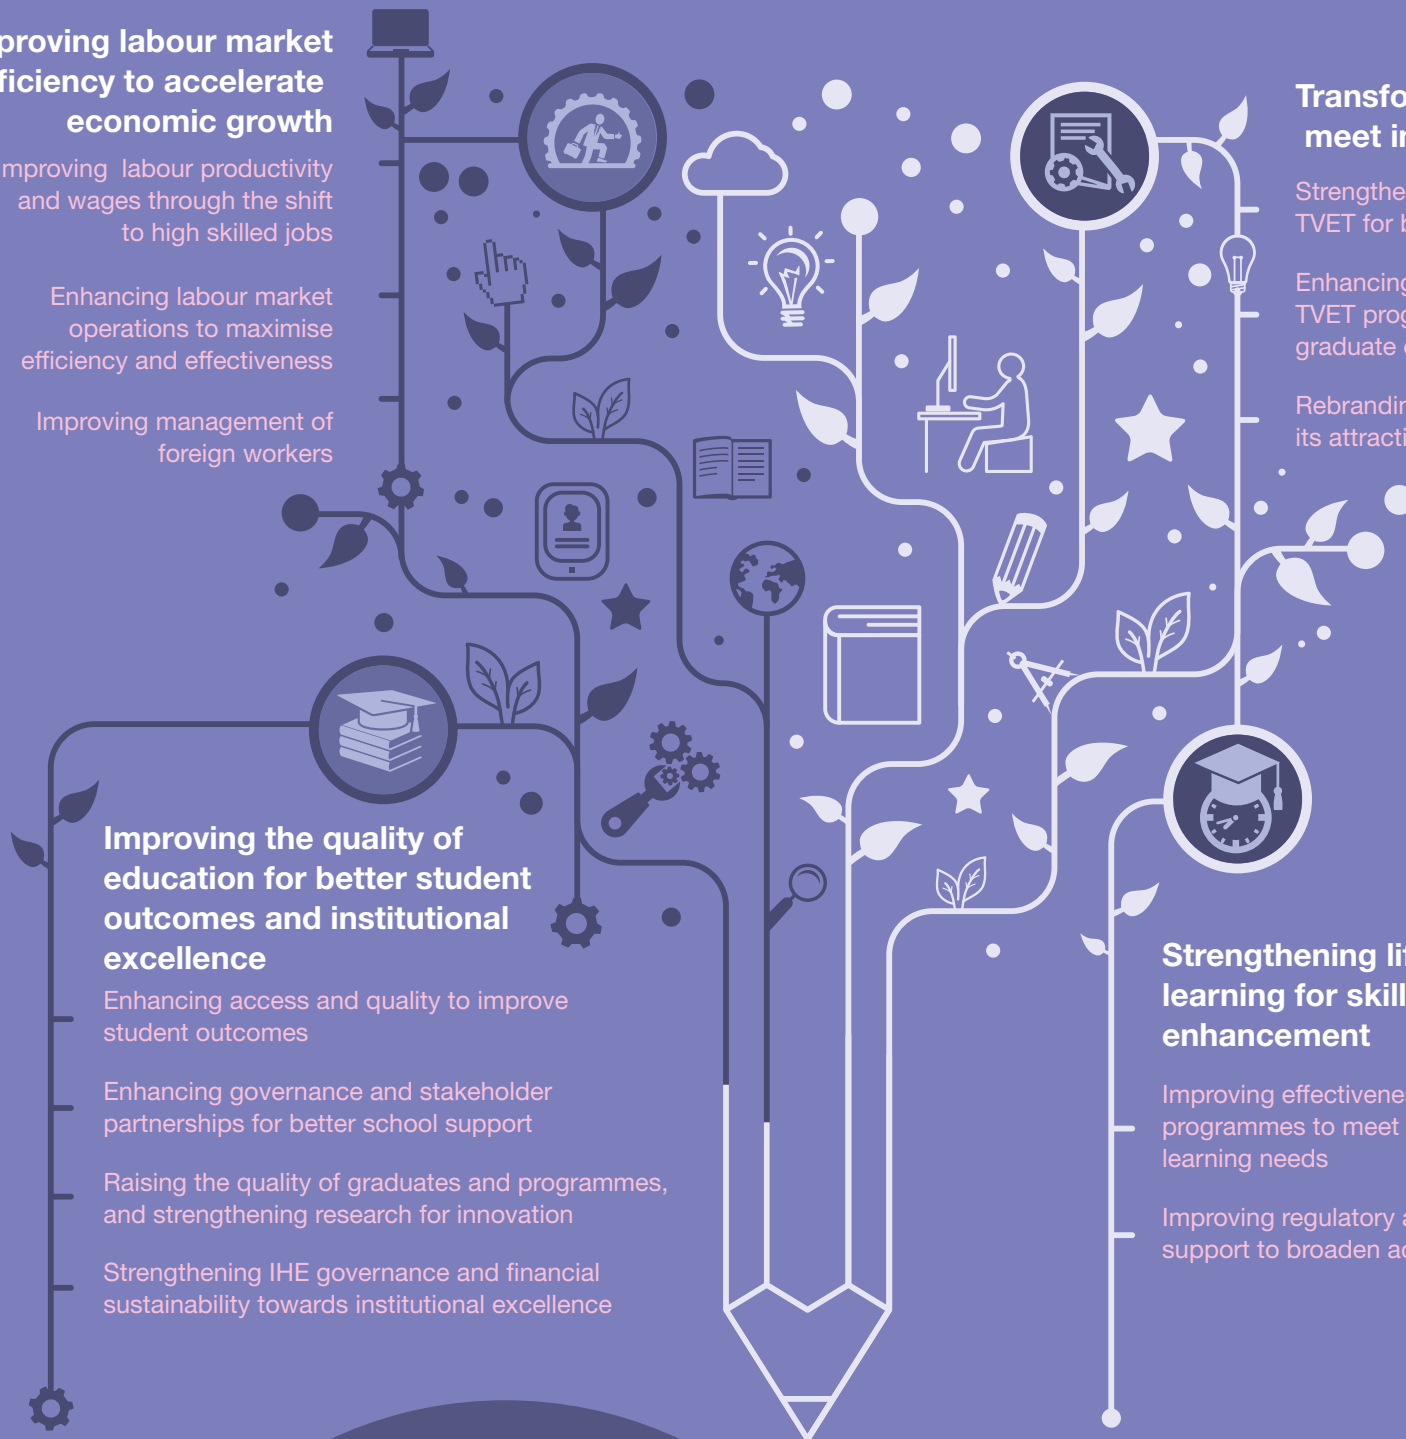 proving labour market
ficiency to accelerate
economic growth
mproving labour productivity
and wages through the shift
to high skilled jobs
Enhancing labour market
operations to maximise
efficiency and effectiveness
Improving management of
foreign workers
Transfo
meet i
Strengthe
TVET for b
Enhancing
TVET prog
graduate
Rebrandin
its attracti
Improving the quality of
education for better student
outcomes and institutional
excellence
Enhancing access and quality to improve
student outcomes
Enhancing governance and stakeholder
partnerships for better school support
Raising the quality of graduates and programmes,
and strengthening research for innovation
Strengthening IHE governance and financial
sustainability towards institutional excellence
Strengthening lif
learning for skill
enhancement
Improving effectivene
programmes to meet
learning needs
Improving regulatory a
support to broaden ac